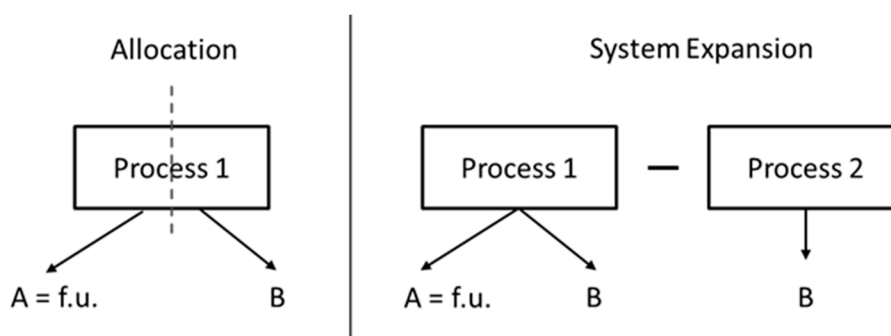 Allocation
Process 1
A = f.u.
B
System Expansion
Process 1
Process 2
A = f.u.
B
B